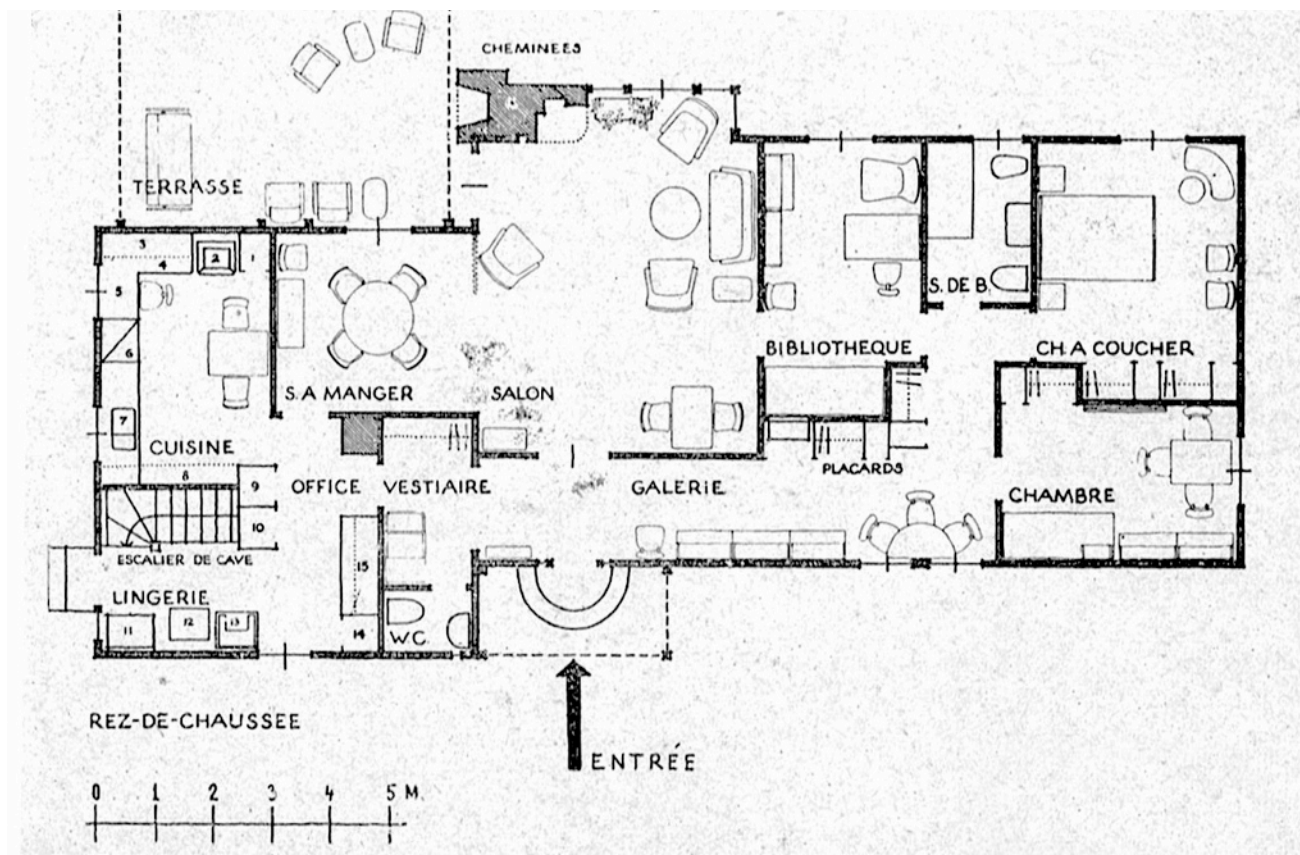 CHEMINEES
TERRASSE
3
2
1
4
5
S. DE B.
6
BIBLIOTHEQUE
CH. A COUCHER
S. A MANGER
SALON
7
CUISINE
PLACARDS
8
9
OFFICE
VESTIAIRE
GALERIE
CHAMBRE
10
ESCALIER DE CAVE
15
LINGERIE
11
12
13
14
W.C.
REZ-DE-CHAUSSEE
ENTRÉE
0 1 2 3 4 5 M.